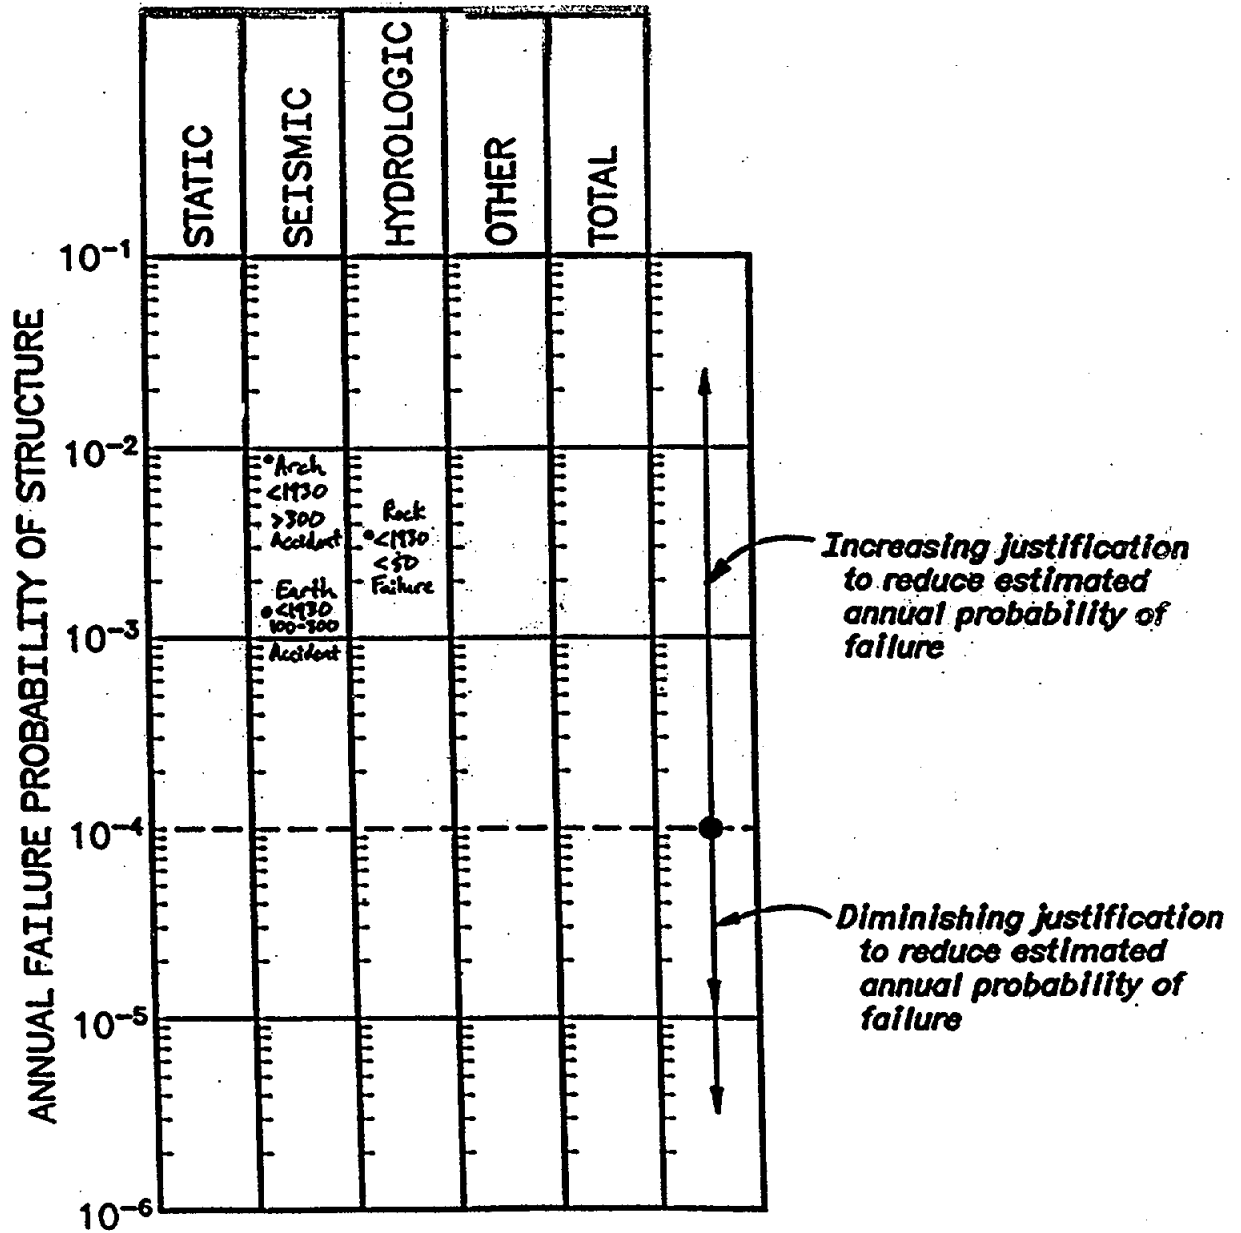 STATIC
SEISMIC
HYDROLOGIC
OTHER
TOTAL
ANNUAL FAILURE PROBABILITY OF STRUCTURE
10-1
10-2
10-3
10-4
10-5
10-6
Arch
<1930
>300
Accident
Earth
<1930
100-300
Accident
Rock
<1930
<50
Failure
Increasing justification
to reduce estimated
annual probability of
failure
Diminishing justification
to reduce estimated
annual probability of
failure